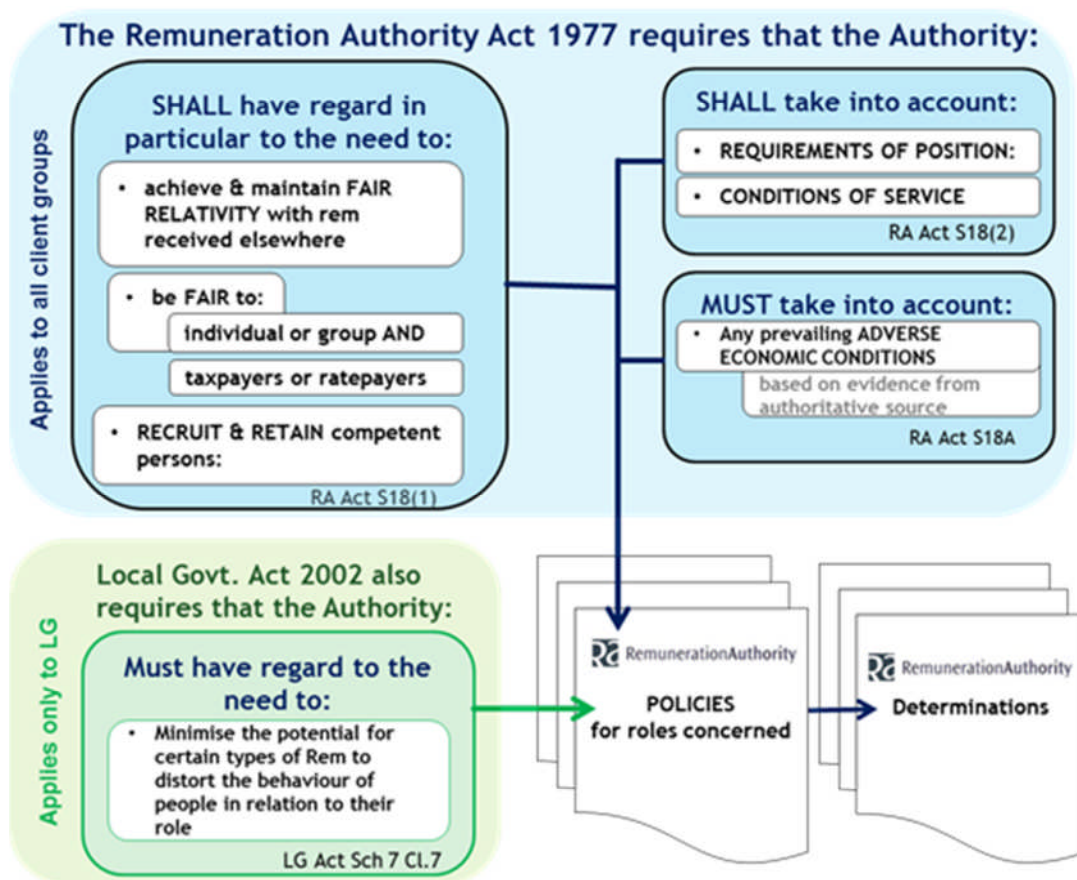 The Remuneration Authority Act 1977 requires that the Authority:
Applies to all client groups
SHALL have regard in
particular to the need to:
• achieve & maintain FAIR
RELATIVITY with rem
received elsewhere
• be FAIR to:
individual or group AND
taxpayers or ratepayers
• RECRUIT & RETAIN competent
persons:
RA Act S18(1)
SHALL take into account:
• REQUIREMENTS OF POSITION:
• CONDITIONS OF SERVICE
RA Act S18(2)
MUST take into account:
• Any prevailing ADVERSE
ECONOMIC CONDITIONS
based on evidence from
authoritative source
RA Act S18A
Applies only to LG
Local Govt. Act 2002 also
requires that the Authority:
Must have regard to the
need to:
• Minimise the potential for
certain types of Rem to
distort the behaviour of
people in relation to their
role
LG Act Sch 7 Cl.7
Ra RemunerationAuthority
POLICIES
for roles concerned
Ra RemunerationAuthority
Determinations